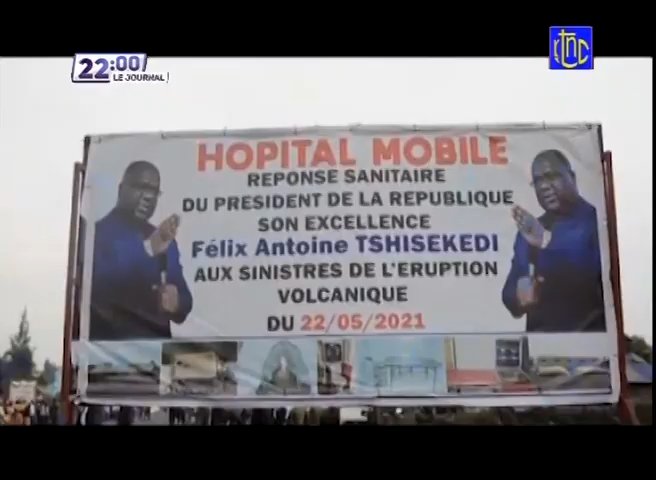 22:00
LE JOURNAL
rtnc
HOPITAL MOBILE
REPONSE SANITAIRE
DU PRESIDENT DE LA REPUBLIQUE
SON EXCELLENCE
Félix Antoine TSHISEKEDI
AUX SINISTRES DE L'ERUPTION
VOLCANIQUE
DU 22/05/2021